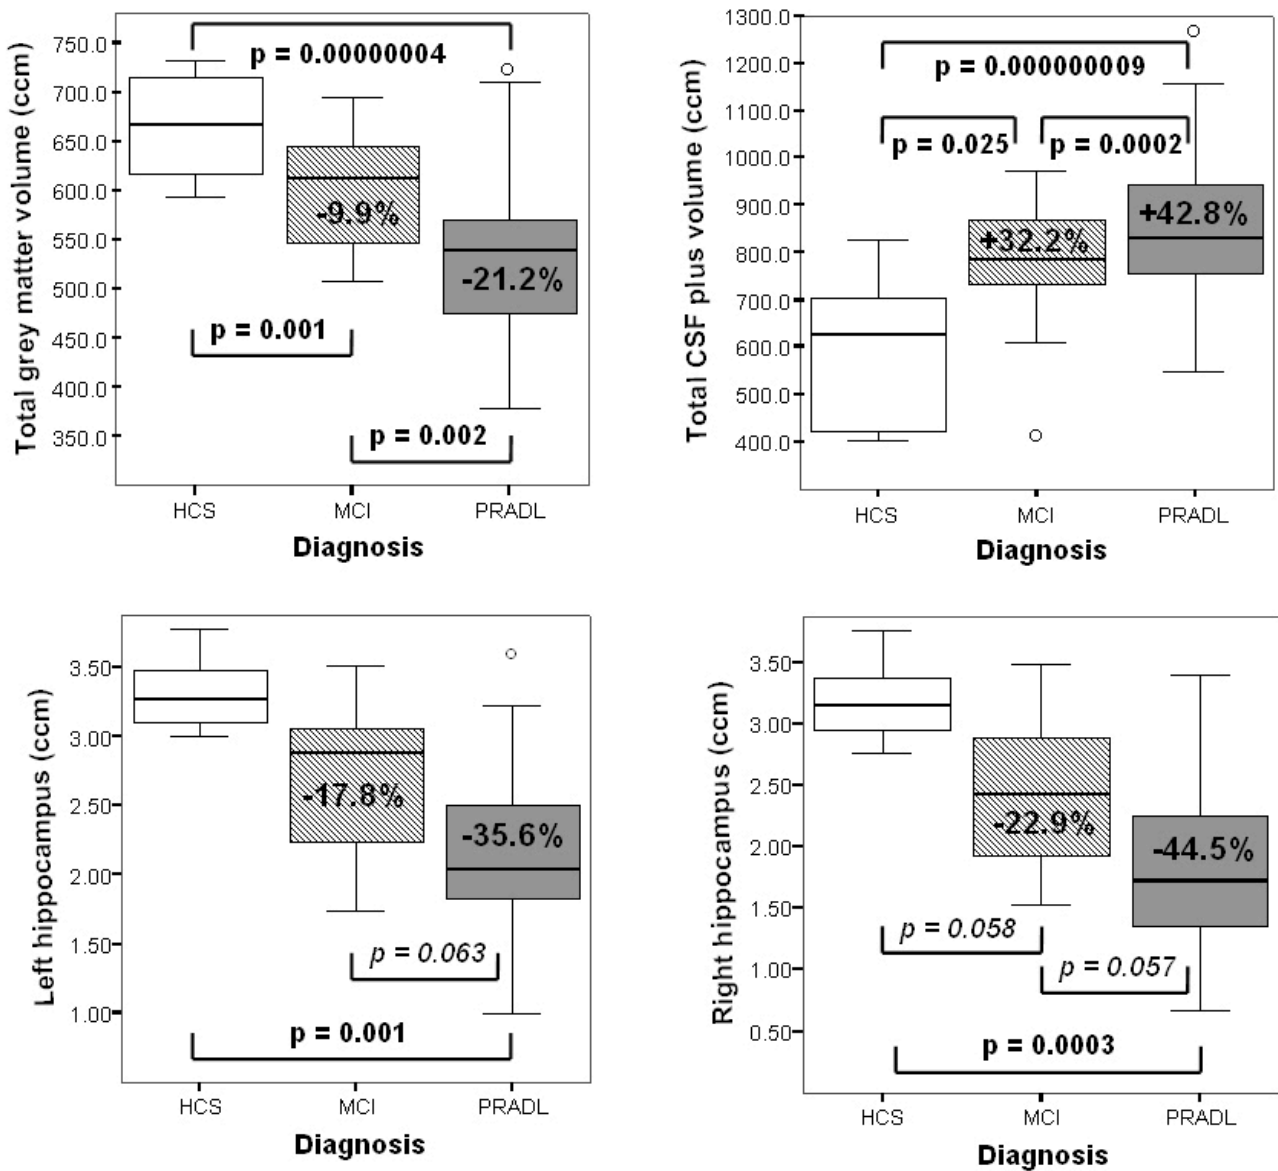 Total grey matter volume (ccm)
750.0
700.0
650.0
600.0
550.0
500.0
450.0
400.0
350.0
p = 0.00000004
-9.9%
-21.2%
p = 0.001
p = 0.002
HCS MCI PRADL
Diagnosis
Total CSF plus volume (ccm)
1300.0
1200.0
1100.0
1000.0
900.0
800.0
700.0
600.0
500.0
400.0
p = 0.000000009
p = 0.025 p = 0.0002
+32.2%
+42.8%
HCS MCI PRADL
Diagnosis
Left hippocampus (ccm)
3.50
3.00
2.50
2.00
1.50
1.00
-17.8%
-35.6%
p = 0.063
p = 0.001
HCS MCI PRADL
Diagnosis
Right hippocampus (ccm)
3.50
3.00
2.50
2.00
1.50
1.00
0.50
-22.9%
-44.5%
p = 0.058
p = 0.057
p = 0.0003
HCS MCI PRADL
Diagnosis